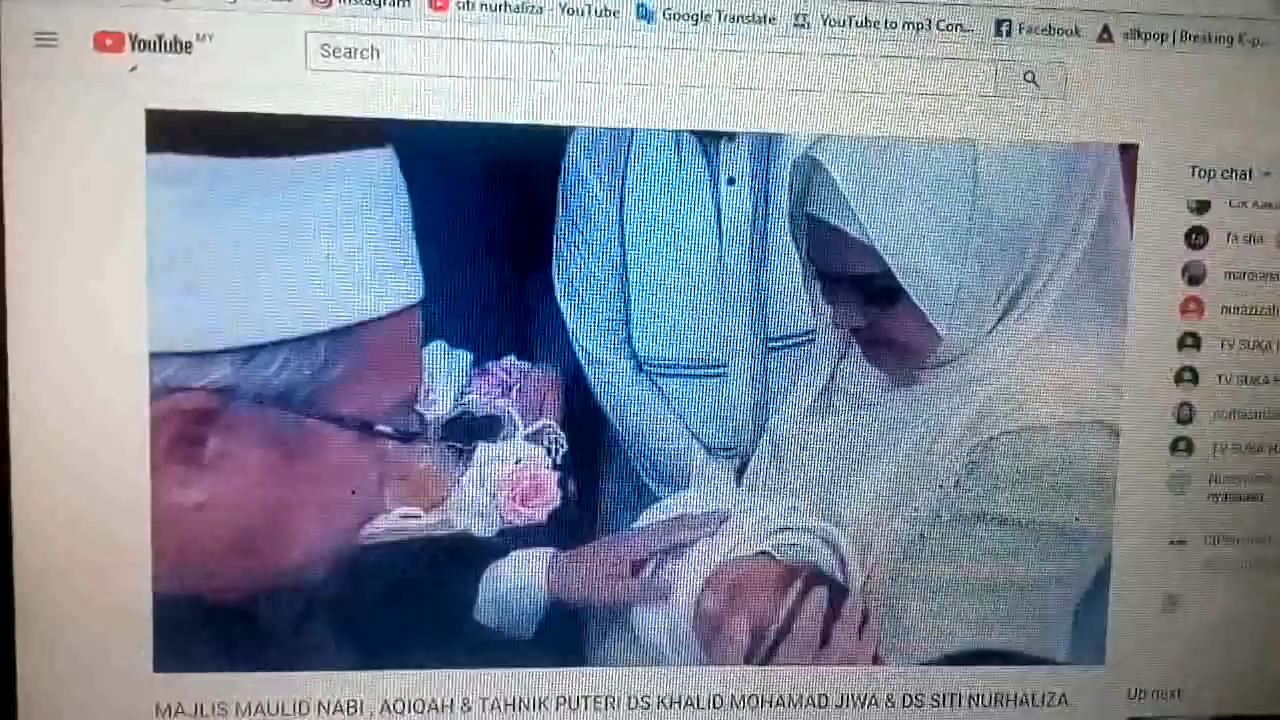 Instagram
siti nurhaliza - YouTube
Google Translate
YouTube to mp3 Con...
Facebook
allkpop | Breaking K-p...
YouTube MY
Search
Top chat
fa sha
nurazizah
TV SUKA
TV SUKA
TV SUKA
MAJLIS MAULID NABI , AQIQAH & TAHNIK PUTERI DS KHALID MOHAMAD JIWA & DS SITI NURHALIZA
Up next